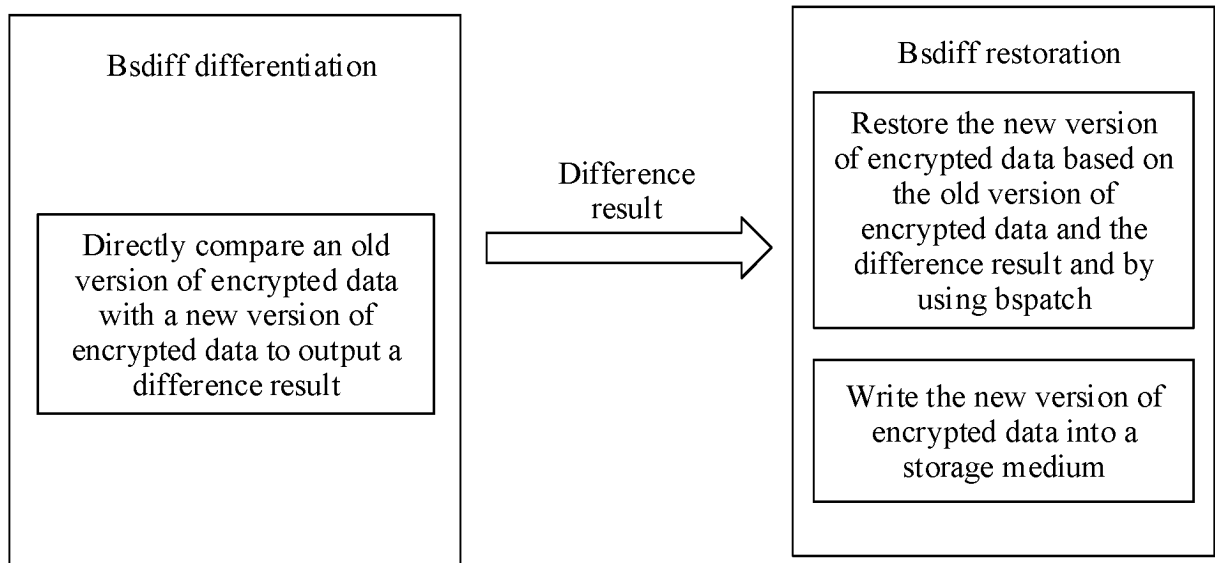 Bsdiff differentiation
Directly compare an old
version of encrypted data
with a new version of
encrypted data to output a
difference result
Difference
result
Bsdiff restoration
Restore the new version
of encrypted data based on
the old version of
encrypted data and the
difference result and by
using bspatch
Write the new version of
encrypted data into a
storage medium